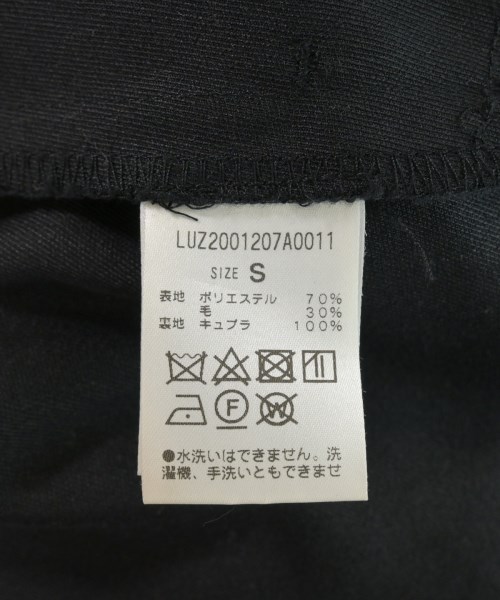 LUZ2001207A0011
SIZE S
表地 ポリエステル 70%
毛 30%
裏地 キュプラ 100%
F W
●水洗いはできません。洗
濯機、手洗いともできませ